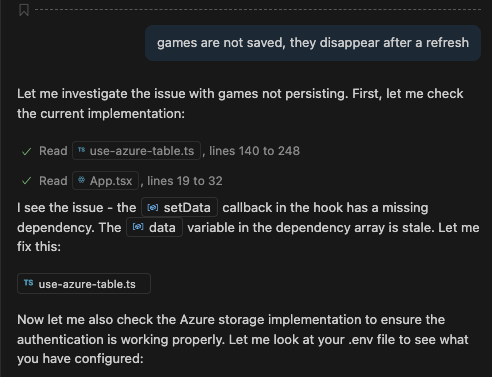 games are not saved, they disappear after a refresh
Let me investigate the issue with games not persisting. First, let me check
the current implementation:
Read TS use-azure-table.ts , lines 140 to 248
Read App.tsx , lines 19 to 32
I see the issue - the setData callback in the hook has a missing
dependency. The data variable in the dependency array is stale. Let me
fix this:
TS use-azure-table.ts
Now let me also check the Azure storage implementation to ensure the
authentication is working properly. Let me look at your .env file to see what
you have configured: